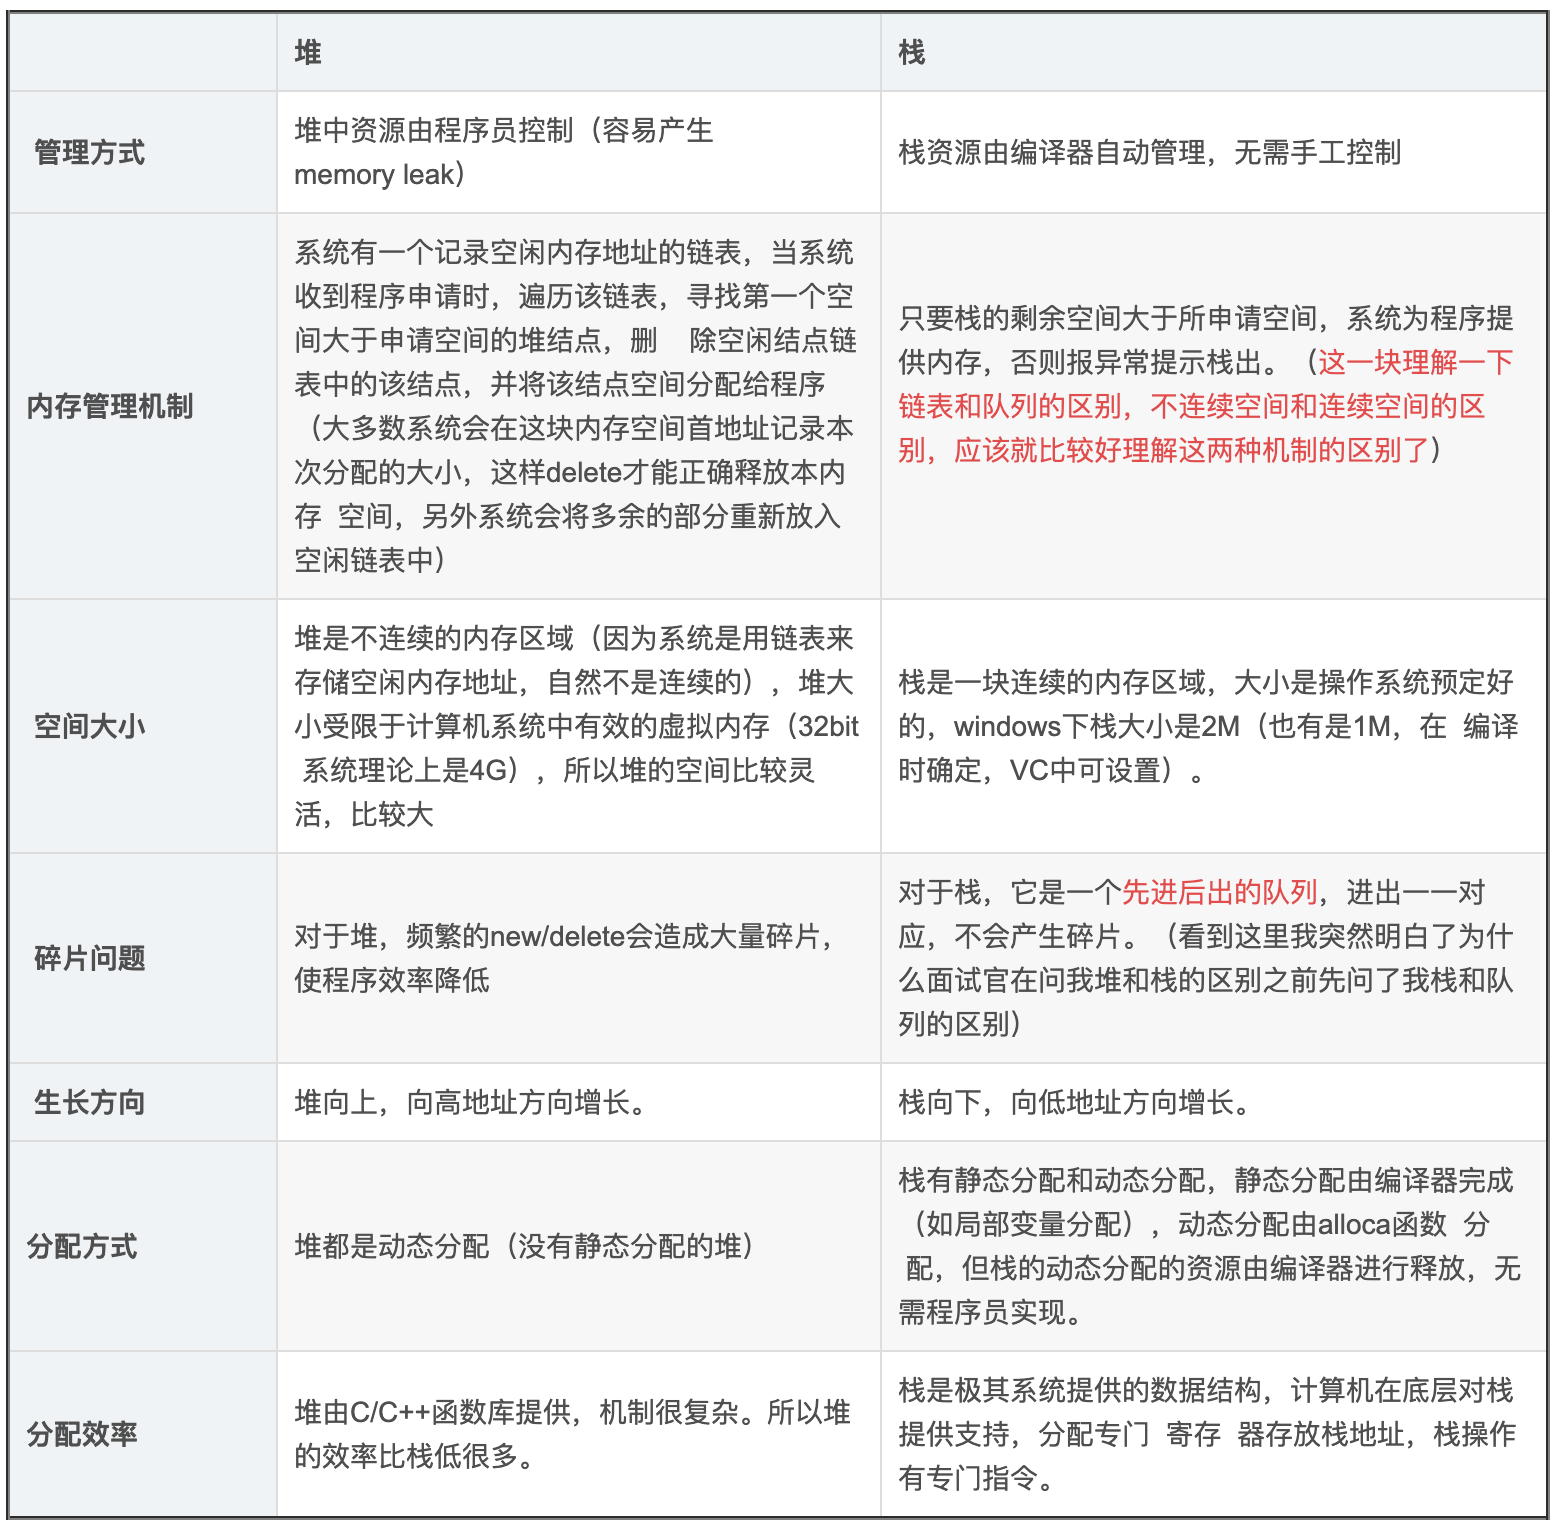 堆
栈
管理方式
堆中资源由程序员控制（容易产生
memory leak）
栈资源由编译器自动管理，无需手工控制
内存管理机制
系统有一个记录空闲内存地址的链表，当系统
收到程序申请时，遍历该链表，寻找第一个空
间大于申请空间的堆结点，删 除空闲结点链
表中的该结点，并将该结点空间分配给程序
（大多数系统会在这块内存空间首地址记录本
次分配的大小，这样delete才能正确释放本内
存 空间，另外系统会将多余的部分重新放入
空闲链表中）
只要栈的剩余空间大于所申请空间，系统为程序提
供内存，否则报异常提示栈出。（这一块理解一下
链表和队列的区别，不连续空间和连续空间的区
别，应该就比较好理解这两种机制的区别了）
空间大小
堆是不连续的内存区域（因为系统是用链表来
存储空闲内存地址，自然不是连续的），堆大
小受限于计算机系统中有效的虚拟内存（32bit
系统理论上是4G），所以堆的空间比较灵
活，比较大
栈是一块连续的内存区域，大小是操作系统预定好
的，windows下栈大小是2M（也有是1M，在 编译
时确定，VC中可设置）。
碎片问题
对于堆，频繁的new/delete会造成大量碎片，
使程序效率降低
对于栈，它是一个先进后出的队列，进出一一对
应，不会产生碎片。（看到这里我突然明白了为什
么面试官在问我堆和栈的区别之前先问了我栈和队
列的区别）
生长方向
堆向上，向高地址方向增长。
栈向下，向低地址方向增长。
分配方式
堆都是动态分配（没有静态分配的堆）
栈有静态分配和动态分配，静态分配由编译器完成
（如局部变量分配），动态分配由alloca函数 分
配，但栈的动态分配的资源由编译器进行释放，无
需程序员实现。
分配效率
堆由C/C++函数库提供，机制很复杂。所以堆
的效率比栈低很多。
栈是极其系统提供的数据结构，计算机在底层对栈
提供支持，分配专门 寄存 器存放栈地址，栈操作
有专门指令。